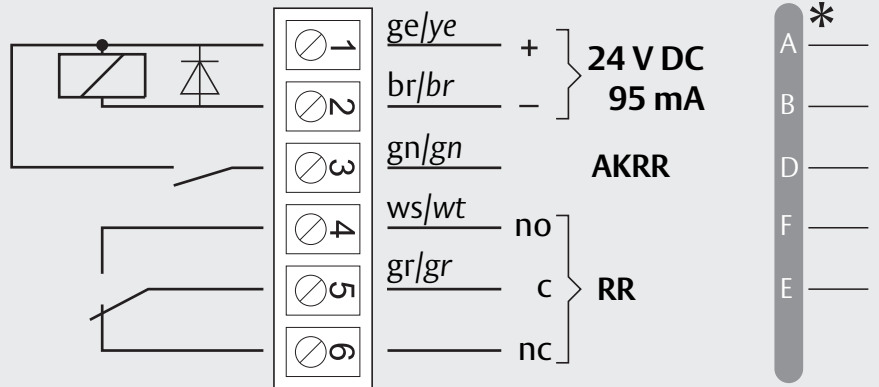 1 ge/ye + 24 V DC A *
2 br/br – 95 mA B
3 gn/gn AKRR D
4 ws/wt no F
5 gr/gr c RR E
6 nc